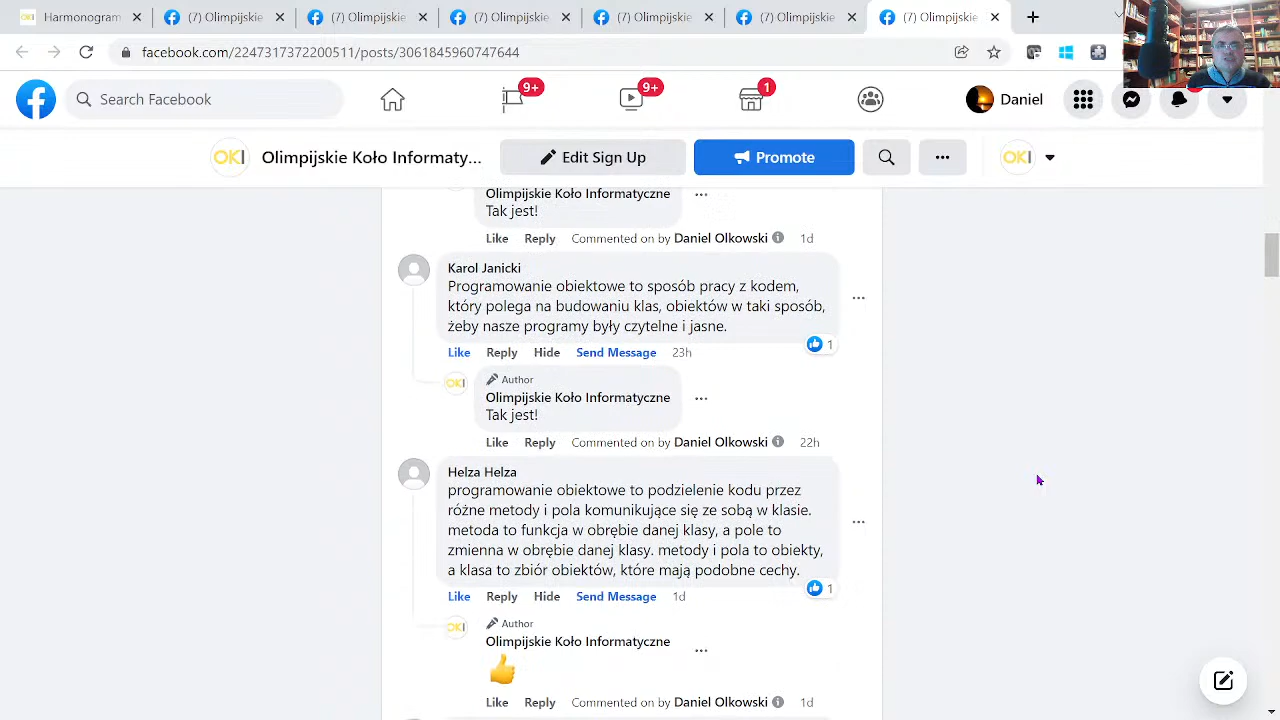 OKI Harmonogram
(7) Olimpijskie
(7) Olimpijskie
(7) Olimpijskie
(7) Olimpijskie
(7) Olimpijskie
facebook.com/2247317372200511/posts/3061845960747644
Search Facebook
9+
9+
1
Daniel
OKI
Olimpijskie Koło Informaty...
Edit Sign Up
Promote
OKI
Olimpijskie Koło Informatyczne
Tak jest!
Like Reply Commented on by Daniel Olkowski 1d
Karol Janicki
Programowanie obiektowe to sposób pracy z kodem,
który polega na budowaniu klas, obiektów w taki sposób,
żeby nasze programy były czytelne i jasne.
1
Like Reply Hide Send Message 23h
OKI
Author
Olimpijskie Koło Informatyczne
Tak jest!
Like Reply Commented on by Daniel Olkowski 22h
Helza Helza
programowanie obiektowe to podzielenie kodu przez
różne metody i pola komunikujące się ze sobą w klasie.
metoda to funkcja w obrębie danej klasy, a pole to
zmienna w obrębie danej klasy. metody i pola to obiekty,
a klasa to zbiór obiektów, które mają podobne cechy.
1
Like Reply Hide Send Message 1d
OKI
Author
Olimpijskie Koło Informatyczne
Like Reply Commented on by Daniel Olkowski 1d